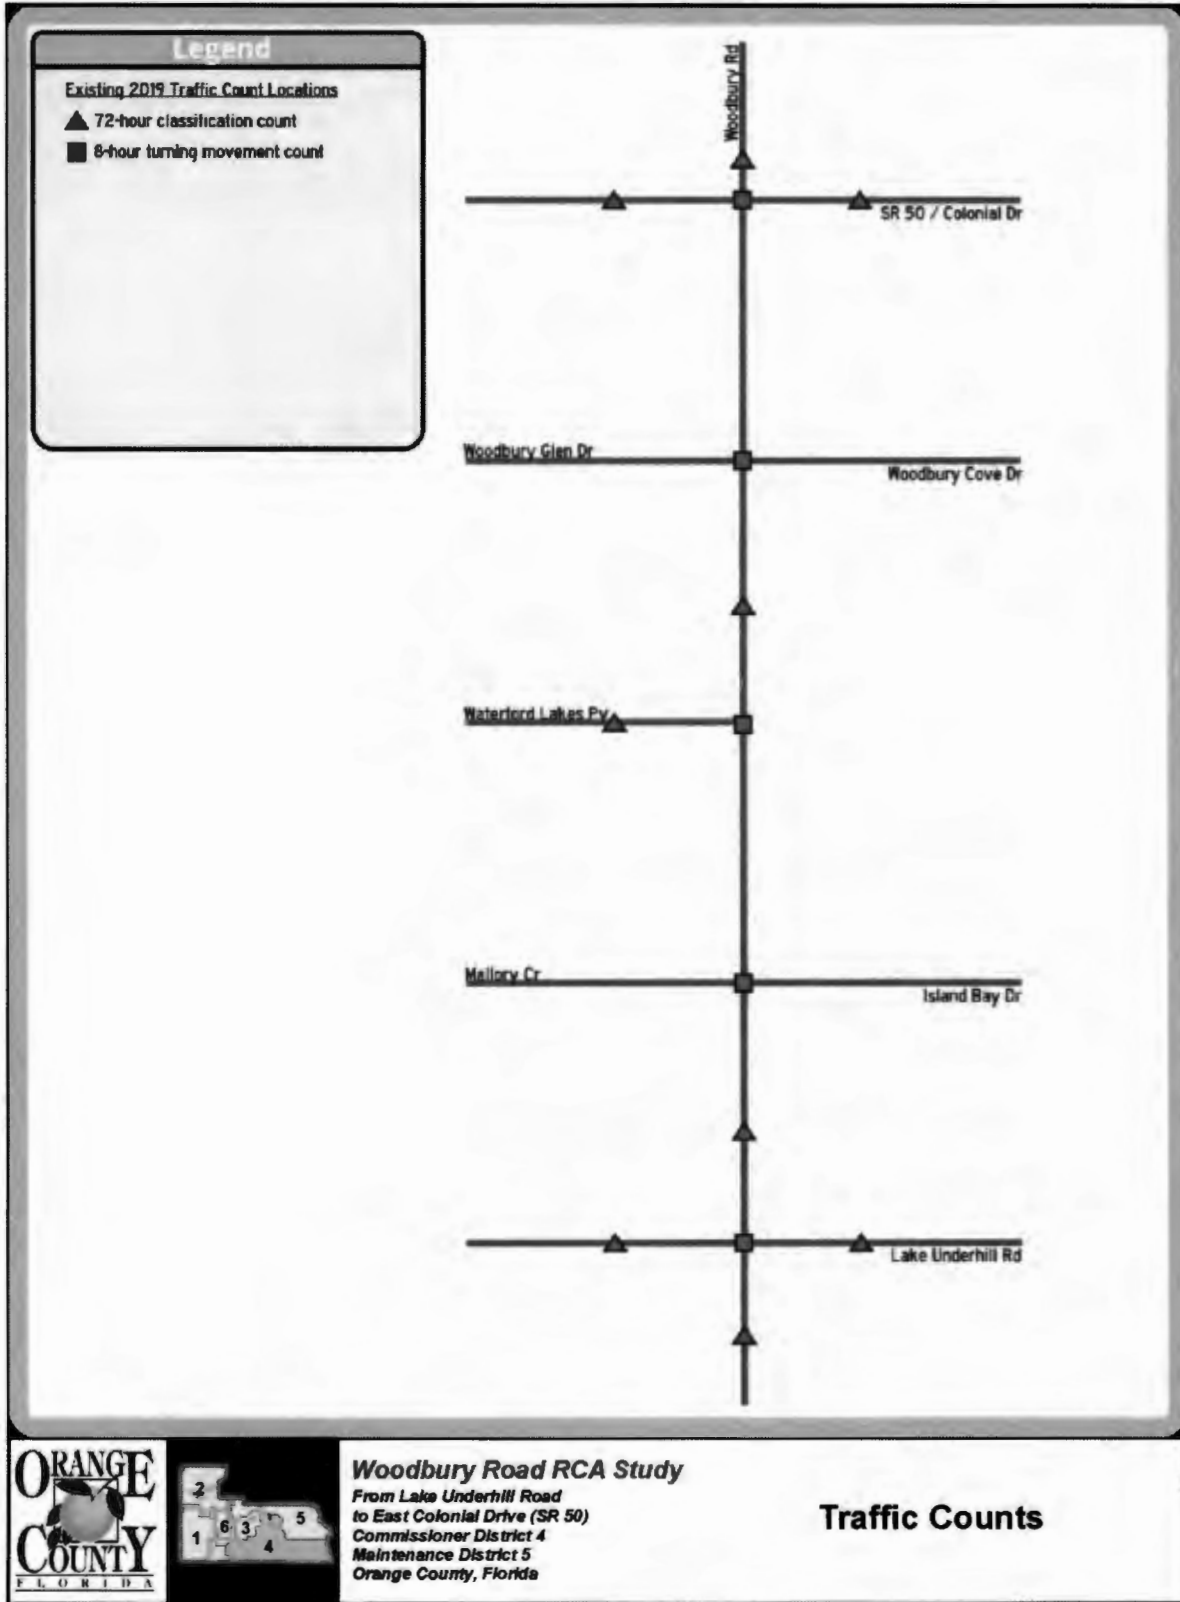 Legend
Existing 2019 Traffic Count Locations
72-hour classification count
8-hour turning movement count
Woodbury Rd
SR 50 / Colonial Dr
Woodbury Glen Dr
Woodbury Cove Dr
Waterford Lakes Py
Mallory Cr
Island Bay Dr
Lake Underhill Rd
ORANGE
COUNTY
FLORIDA
2
1
6
3
5
4
Woodbury Road RCA Study
From Lake Underhill Road
to East Colonial Drive (SR 50)
Commissioner District 4
Maintenance District 5
Orange County, Florida
Traffic Counts